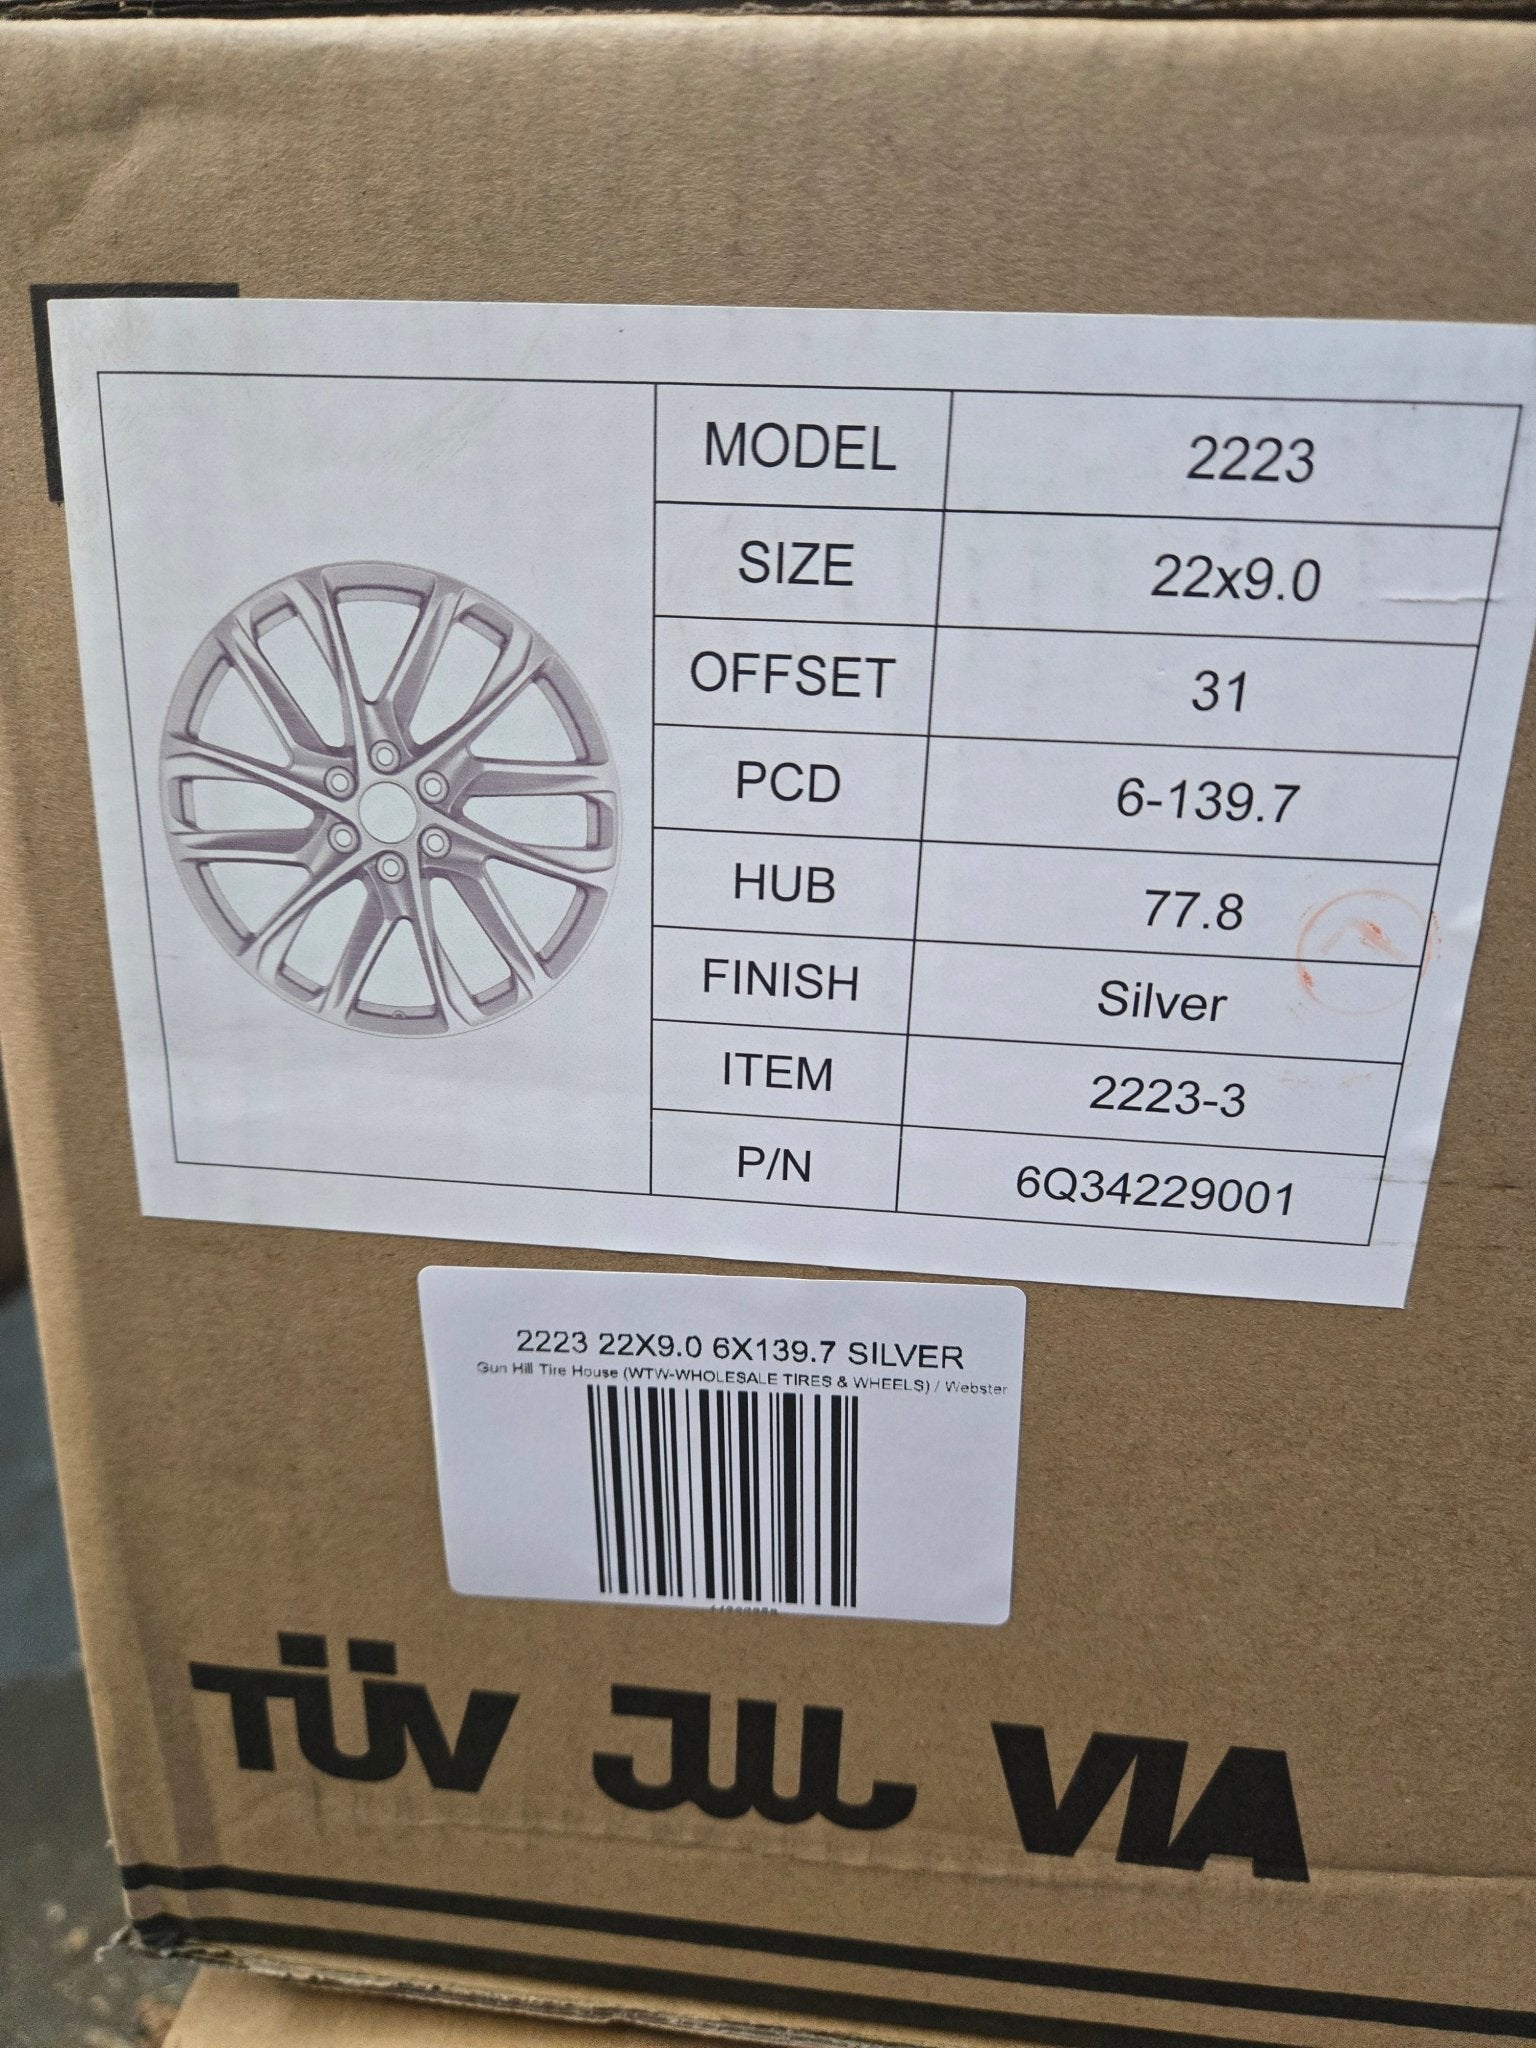 MODEL 2223
SIZE 22x9.0
OFFSET 31
PCD 6-139.7
HUB 77.8
FINISH Silver
ITEM 2223-3
P/N 6Q34229001
2223 22X9.0 6X139.7 SILVER
Gun Hill Tire House (WTW-WHOLESALE TIRES & WHEELS) / Webster
TÜV JWL VIA